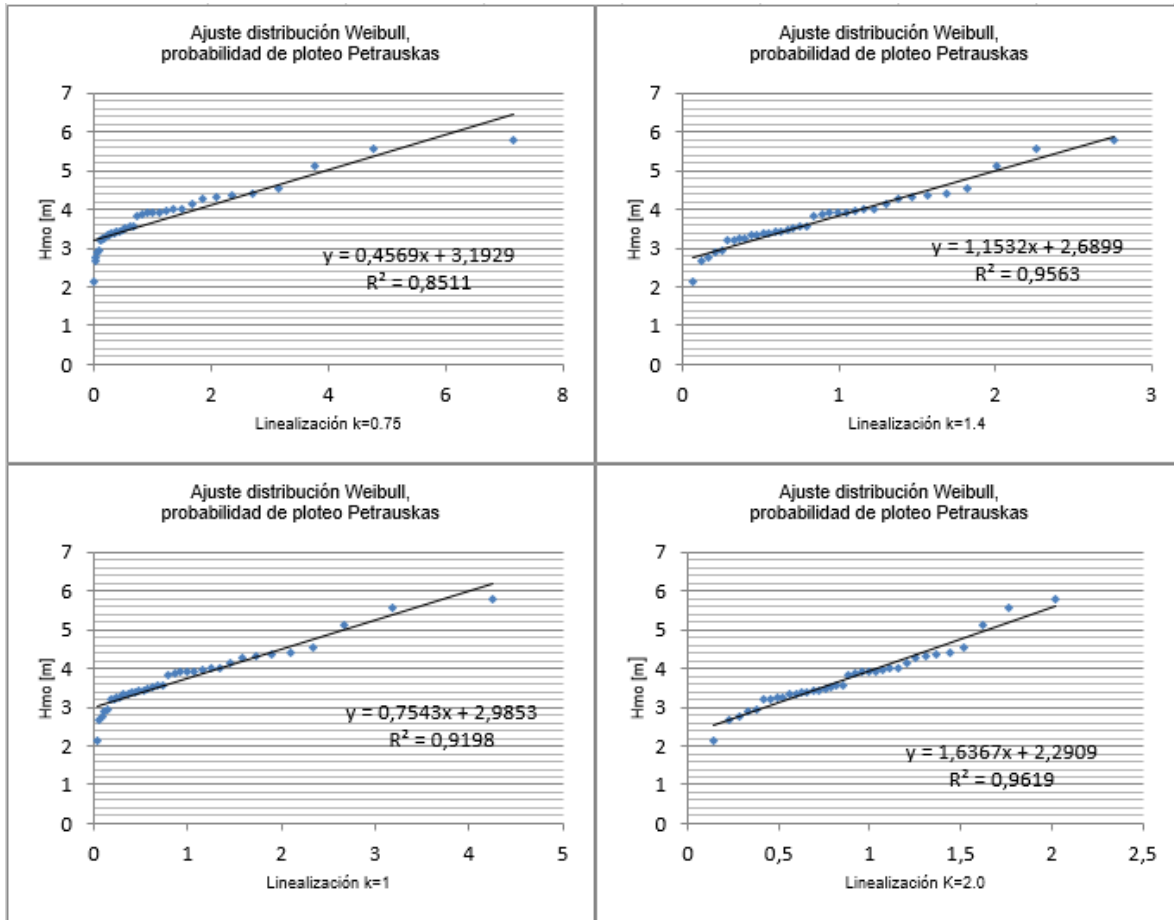 Ajuste distribución Weibull,
probabilidad de ploteo Petrauskas
7
6
5
4
3
2
1
0
Hmo [m]
y = 0,4569x + 3,1929
R² = 0,8511
0 2 4 6 8
Linealización k=0.75
Ajuste distribución Weibull,
probabilidad de ploteo Petrauskas
7
6
5
4
3
2
1
0
Hmo [m]
y = 1,1532x + 2,6899
R² = 0,9563
0 1 2 3
Linealización k=1.4
Ajuste distribución Weibull,
probabilidad de ploteo Petrauskas
7
6
5
4
3
2
1
0
Hmo [m]
y = 0,7543x + 2,9853
R² = 0,9198
0 1 2 3 4 5
Linealización k=1
Ajuste distribución Weibull,
probabilidad de ploteo Petrauskas
7
6
5
4
3
2
1
0
Hmo [m]
y = 1,6367x + 2,2909
R² = 0,9619
0 0,5 1 1,5 2 2,5
Linealización K=2.0